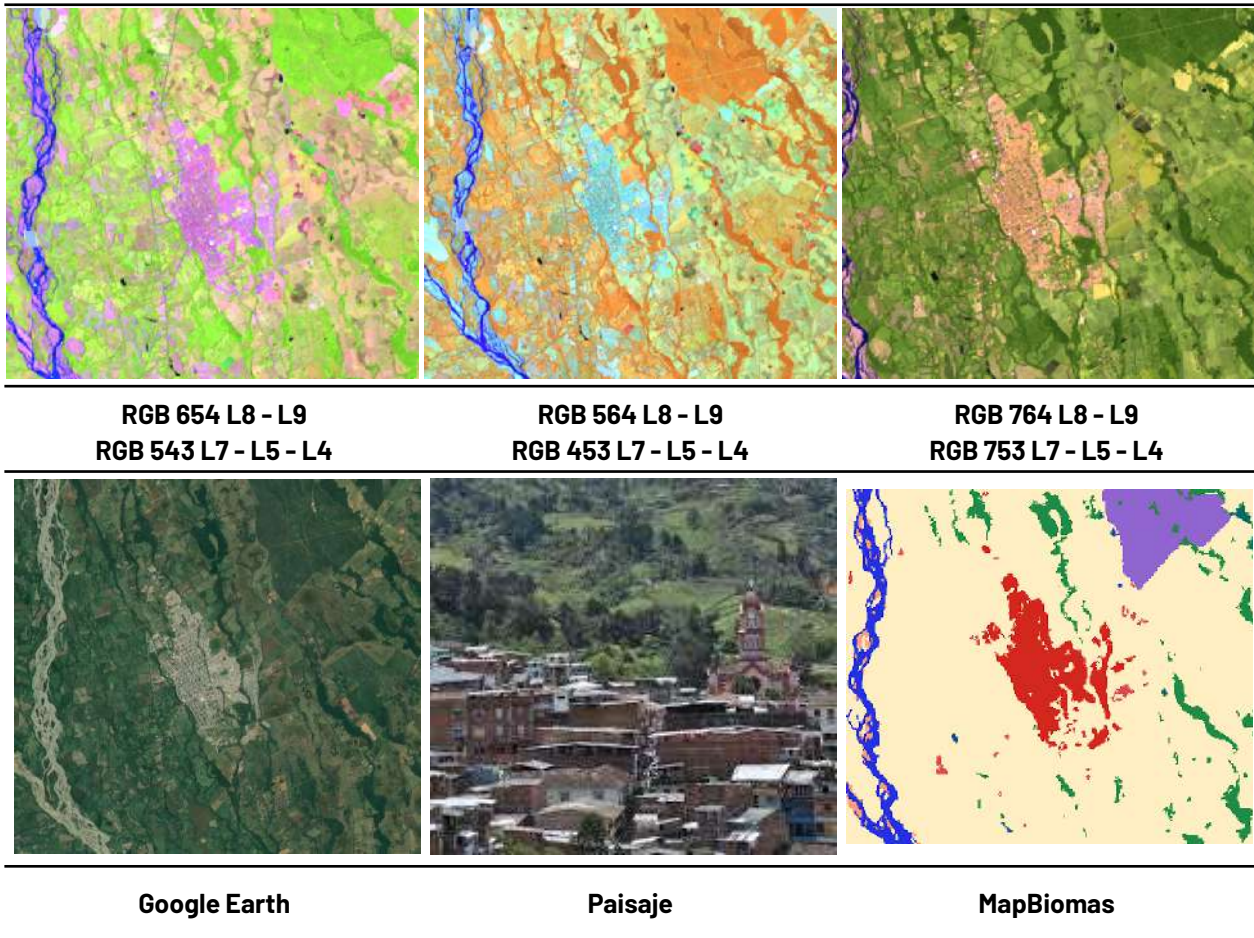 RGB 654 L8 - L9
RGB 543 L7 - L5 - L4
RGB 564 L8 - L9
RGB 453 L7 - L5 - L4
RGB 764 L8 - L9
RGB 753 L7 - L5 - L4
Google Earth
Paisaje
MapBiomas